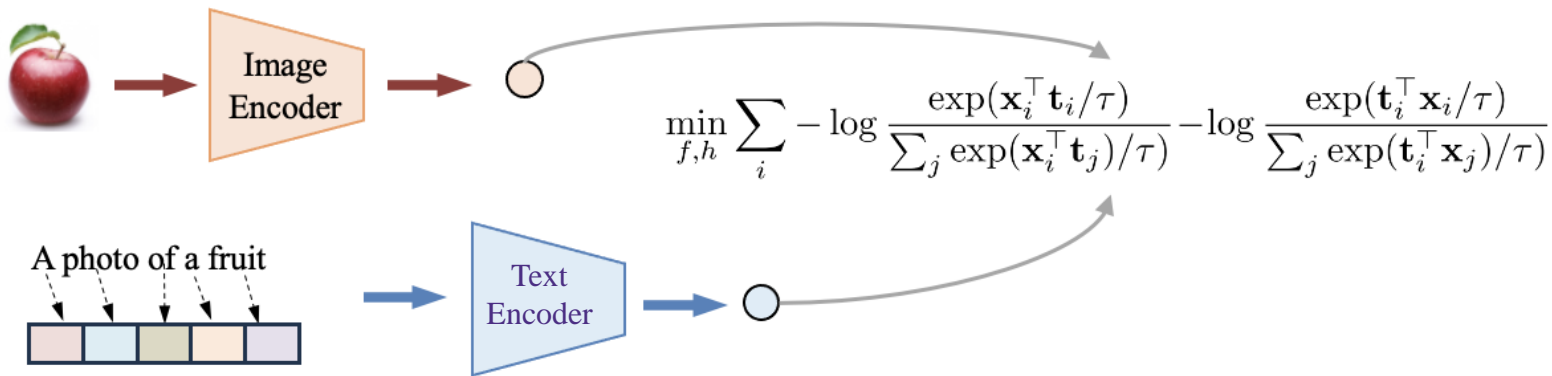 Image
Encoder
\min_{f,h} \sum_i -\log \frac{\exp(\mathbf{x}_i^\top \mathbf{t}_i/\tau)}{\sum_j \exp(\mathbf{x}_i^\top \mathbf{t}_j)/\tau)} -\log \frac{\exp(\mathbf{t}_i^\top \mathbf{x}_i/\tau)}{\sum_j \exp(\mathbf{t}_i^\top \mathbf{x}_j)/\tau)}
A photo of a fruit
Text
Encoder